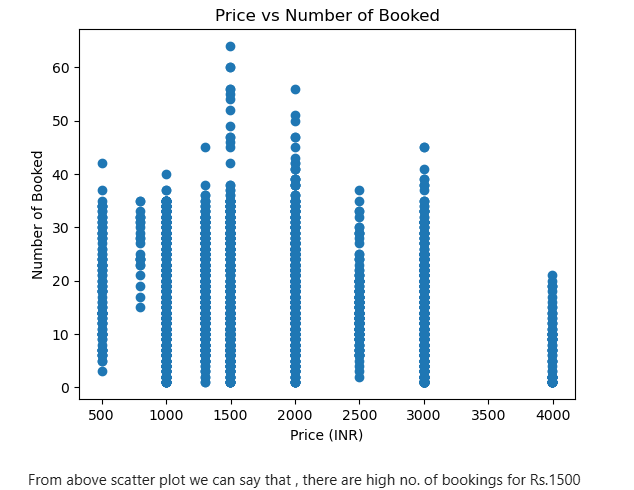 Price vs Number of Booked
60
50
40
30
20
10
0
Number of Booked
500 1000 1500 2000 2500 3000 3500 4000
Price (INR)
From above scatter plot we can say that , there are high no. of bookings for Rs.1500